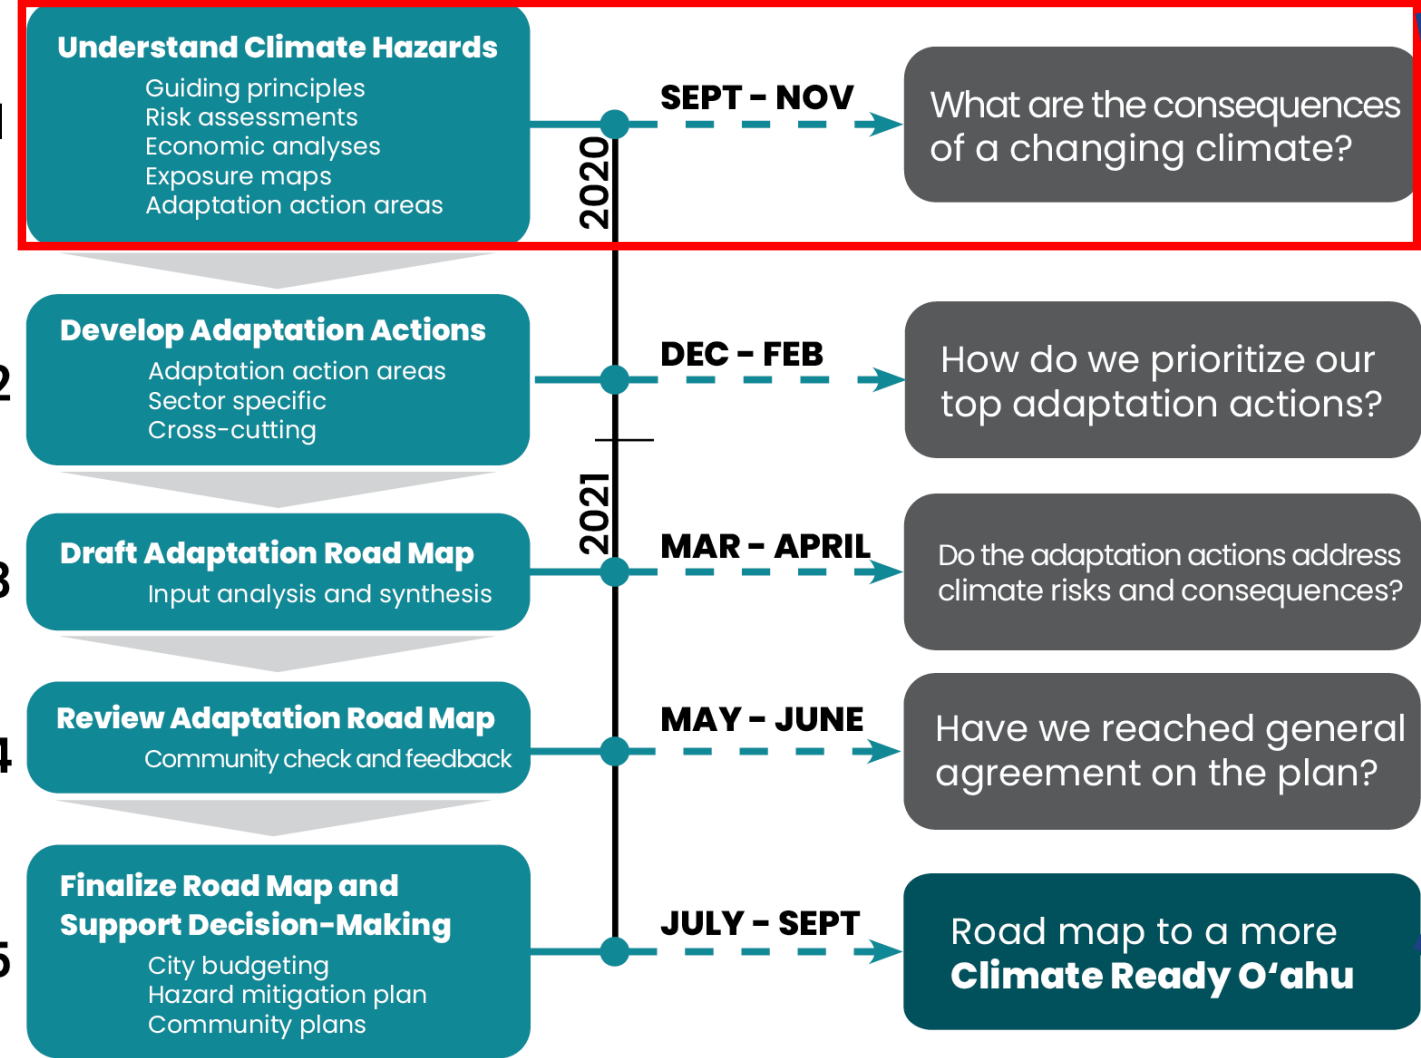 1
Understand Climate Hazards
Guiding principles
Risk assessments
Economic analyses
Exposure maps
Adaptation action areas
SEPT - NOV
2020
What are the consequences
of a changing climate?
2
Develop Adaptation Actions
Adaptation action areas
Sector specific
Cross-cutting
DEC - FEB
How do we prioritize our
top adaptation actions?
2021
3
Draft Adaptation Road Map
Input analysis and synthesis
MAR - APRIL
Do the adaptation actions address
climate risks and consequences?
4
Review Adaptation Road Map
Community check and feedback
MAY - JUNE
Have we reached general
agreement on the plan?
5
Finalize Road Map and
Support Decision-Making
City budgeting
Hazard mitigation plan
Community plans
JULY - SEPT
Road map to a more
Climate Ready Oʻahu